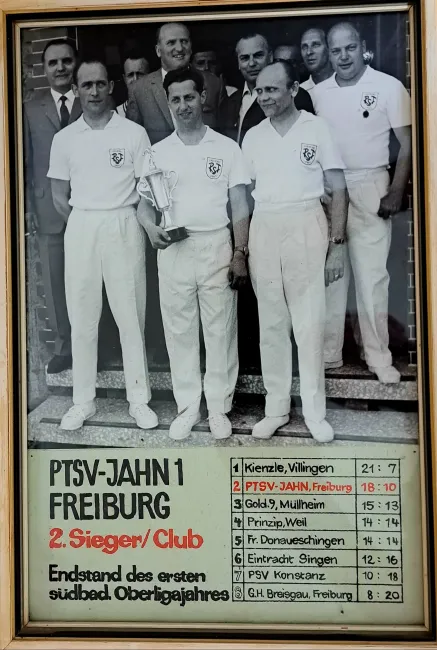 PTSV-JAHN 1
FREIBURG
2. Sieger/Club
Endstand des ersten
südbad. Oberligajahres
1 Kienzle, Villingen 21 : 7
2 PTSV-JAHN, Freiburg 18 : 10
3 Gold.9, Müllheim 15 : 13
4 Prinzip, Weil 14 : 14
5 Fr. Donaueschingen 14 : 14
6 Eintracht Singen 12 : 16
7 PSV Konstanz 10 : 18
8 G.H. Breisgau, Freiburg 8 : 20